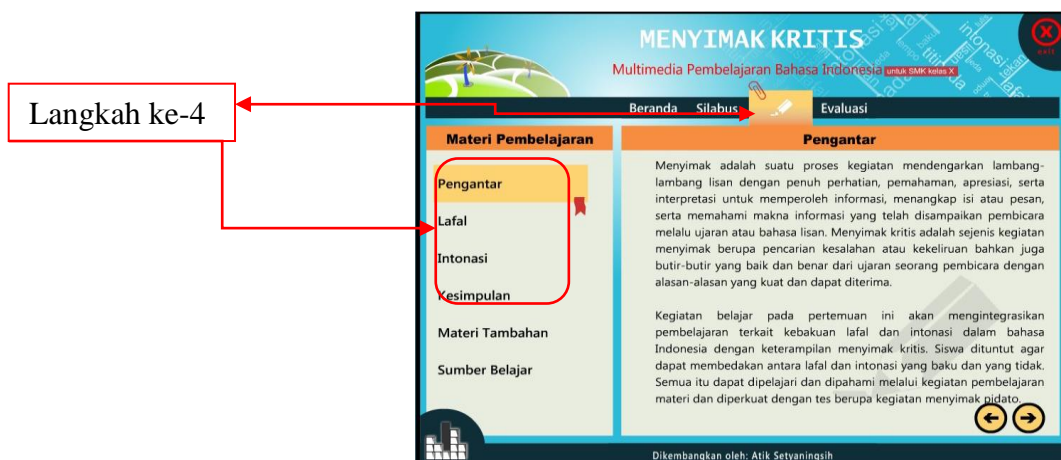 MENYIMAK KRITIS
Multimedia Pembelajaran Bahasa Indonesia untuk SMK kelas X
X
exit
Langkah ke-4
Beranda Silabus Evaluasi
Materi Pembelajaran
Pengantar
Lafal
Intonasi
Kesimpulan
Materi Tambahan
Sumber Belajar
Pengantar
Menyimak adalah suatu proses kegiatan mendengarkan lambang-
lambang lisan dengan penuh perhatian, pemahaman, apresiasi, serta
interpretasi untuk memperoleh informasi, menangkap isi atau pesan,
serta memahami makna informasi yang telah disampaikan pembicara
melalu ujaran atau bahasa lisan. Menyimak kritis adalah sejenis kegiatan
menyimak berupa pencarian kesalahan atau kekeliruan bahkan juga
butir-butir yang baik dan benar dari ujaran seorang pembicara dengan
alasan-alasan yang kuat dan dapat diterima.
Kegiatan belajar pada pertemuan ini akan mengintegrasikan
pembelajaran terkait kebakuan lafal dan intonasi dalam bahasa
Indonesia dengan keterampilan menyimak kritis. Siswa dituntut agar
dapat membedakan antara lafal dan intonasi yang baku dan yang tidak.
Semua itu dapat dipelajari dan dipahami melalui kegiatan pembelajaran
materi dan diperkuat dengan tes berupa kegiatan menyimak pidato.
Dikembangkan oleh: Atik Setyaningsih